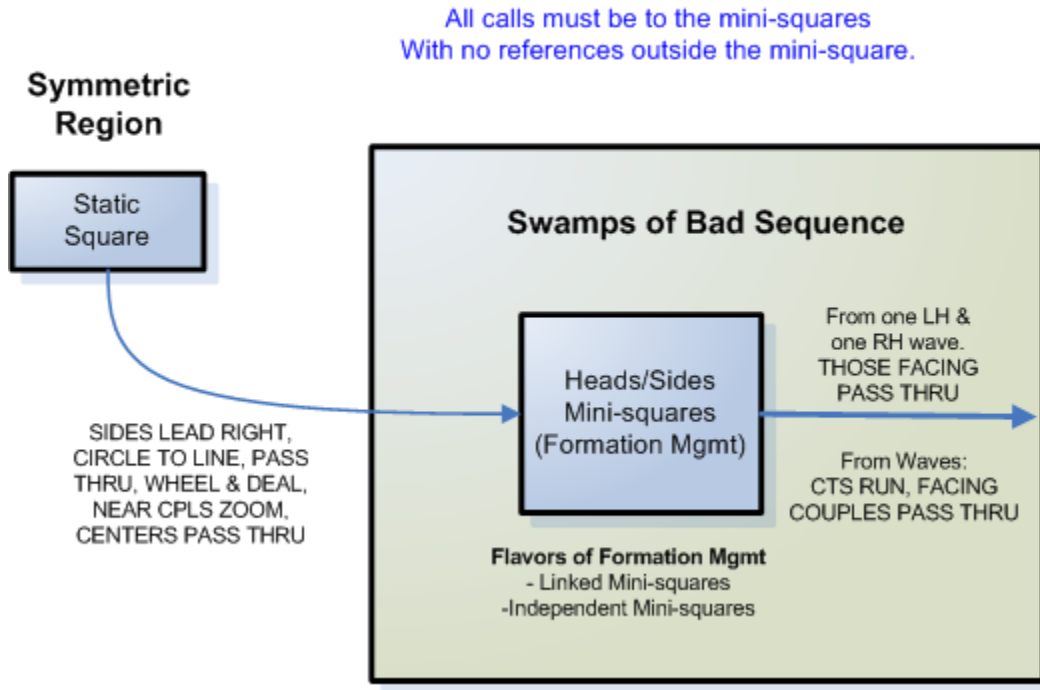 All calls must be to the mini-squares
With no references outside the mini-square.
Symmetric
Region
Static
Square
SIDES LEAD RIGHT,
CIRCLE TO LINE, PASS
THRU, WHEEL & DEAL,
NEAR CPLS ZOOM,
CENTERS PASS THRU
Swamps of Bad Sequence
Heads/Sides
Mini-squares
(Formation Mgmt)
Flavors of Formation Mgmt
- Linked Mini-squares
-Independent Mini-squares
From one LH &
one RH wave.
THOSE FACING
PASS THRU
From Waves:
CTS RUN, FACING
COUPLES PASS THRU